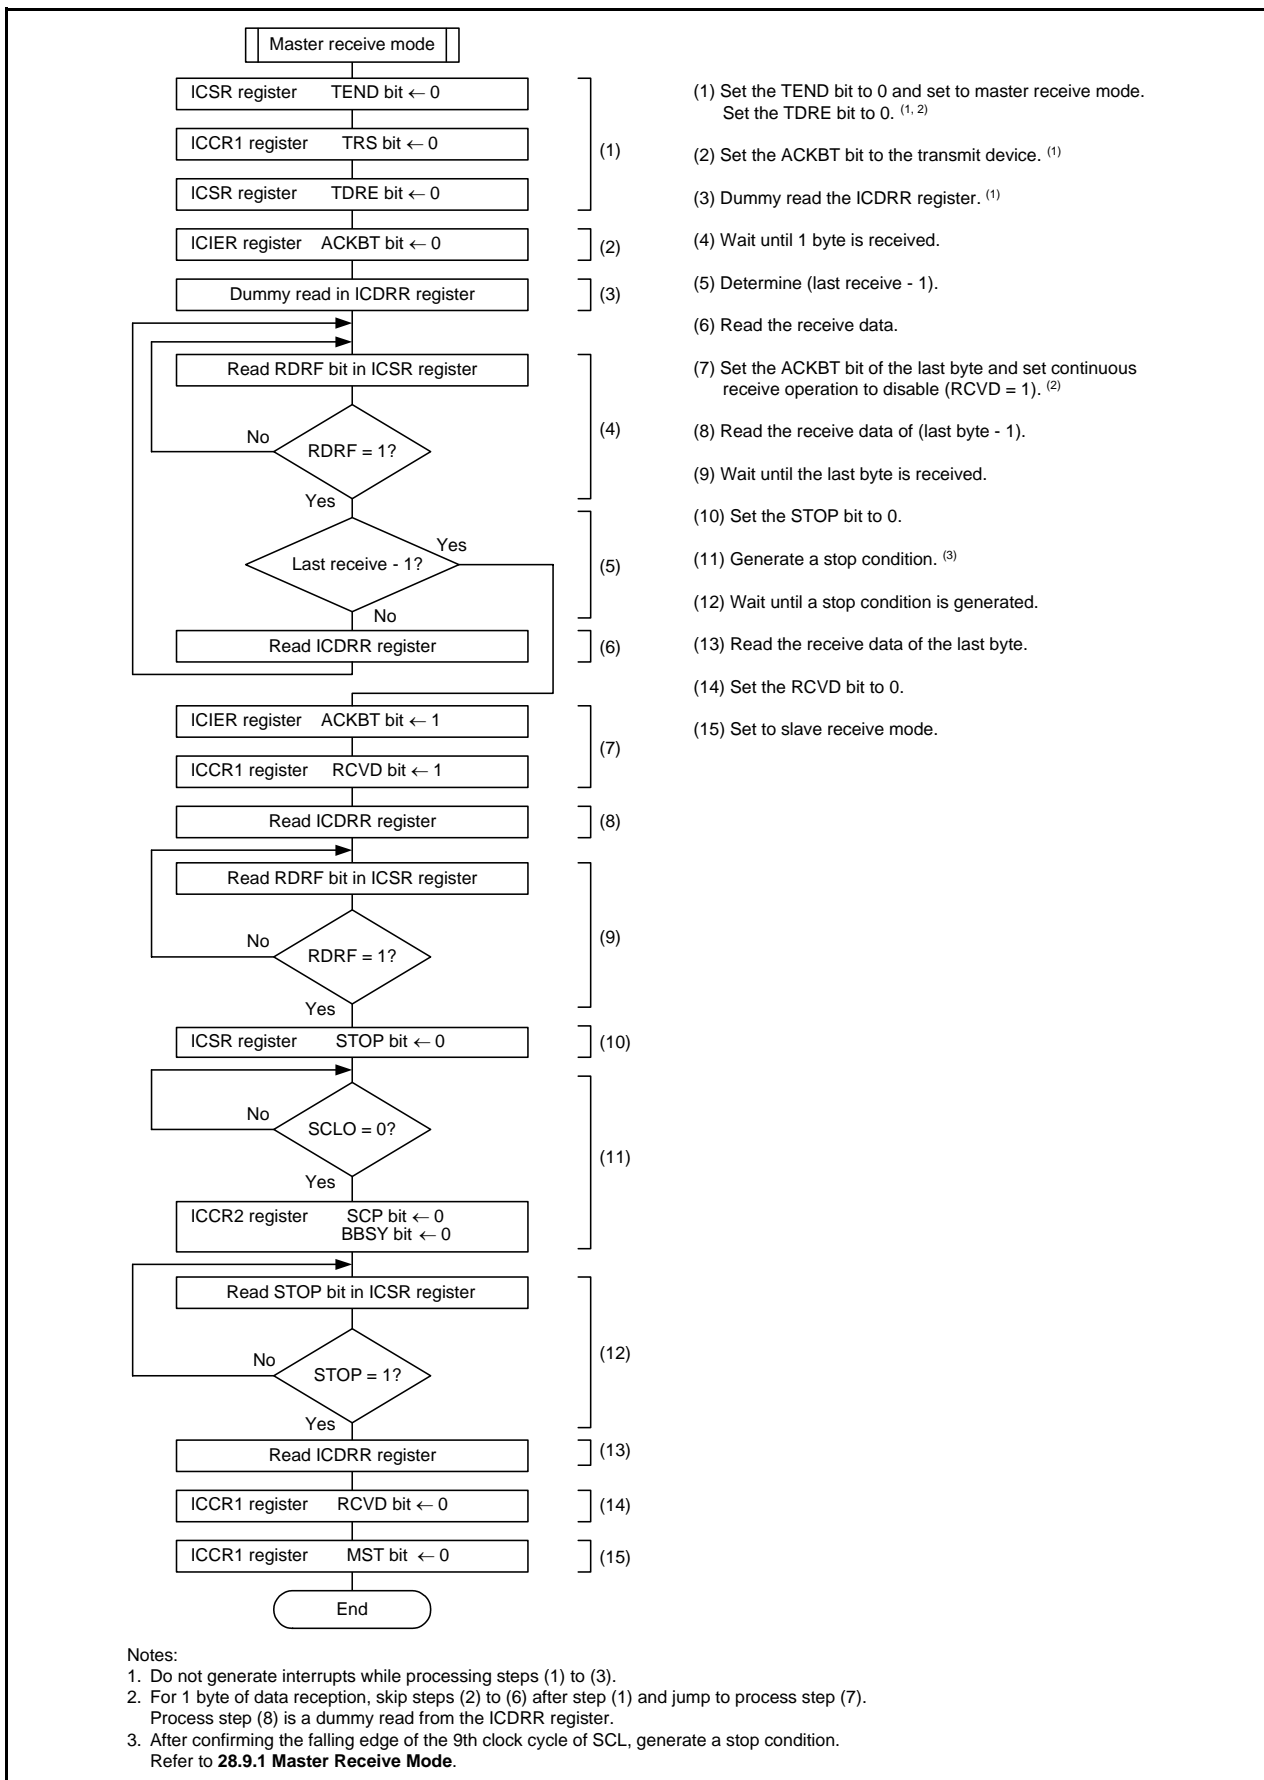 Master receive mode
ICSR register TEND bit ← 0
ICCR1 register TRS bit ← 0
ICSR register TDRE bit ← 0
(1)
ICIER register ACKBT bit ← 0
(2)
Dummy read in ICDRR register
(3)
Read RDRF bit in ICSR register
No
RDRF = 1?
Yes
(4)
Last receive - 1?
Yes
No
(5)
Read ICDRR register
(6)
ICIER register ACKBT bit ← 1
ICCR1 register RCVD bit ← 1
(7)
Read ICDRR register
(8)
Read RDRF bit in ICSR register
No
RDRF = 1?
Yes
(9)
ICSR register STOP bit ← 0
(10)
No
SCLO = 0?
Yes
ICCR2 register SCP bit ← 0
BBSY bit ← 0
(11)
Read STOP bit in ICSR register
No
STOP = 1?
Yes
(12)
Read ICDRR register
(13)
ICCR1 register RCVD bit ← 0
(14)
ICCR1 register MST bit ← 0
(15)
End
(1) Set the TEND bit to 0 and set to master receive mode.
Set the TDRE bit to 0. (1, 2)
(2) Set the ACKBT bit to the transmit device. (1)
(3) Dummy read the ICDRR register. (1)
(4) Wait until 1 byte is received.
(5) Determine (last receive - 1).
(6) Read the receive data.
(7) Set the ACKBT bit of the last byte and set continuous
receive operation to disable (RCVD = 1). (2)
(8) Read the receive data of (last byte - 1).
(9) Wait until the last byte is received.
(10) Set the STOP bit to 0.
(11) Generate a stop condition. (3)
(12) Wait until a stop condition is generated.
(13) Read the receive data of the last byte.
(14) Set the RCVD bit to 0.
(15) Set to slave receive mode.
Notes:
1. Do not generate interrupts while processing steps (1) to (3).
2. For 1 byte of data reception, skip steps (2) to (6) after step (1) and jump to process step (7).
Process step (8) is a dummy read from the ICDRR register.
3. After confirming the falling edge of the 9th clock cycle of SCL, generate a stop condition.
Refer to 28.9.1 Master Receive Mode.